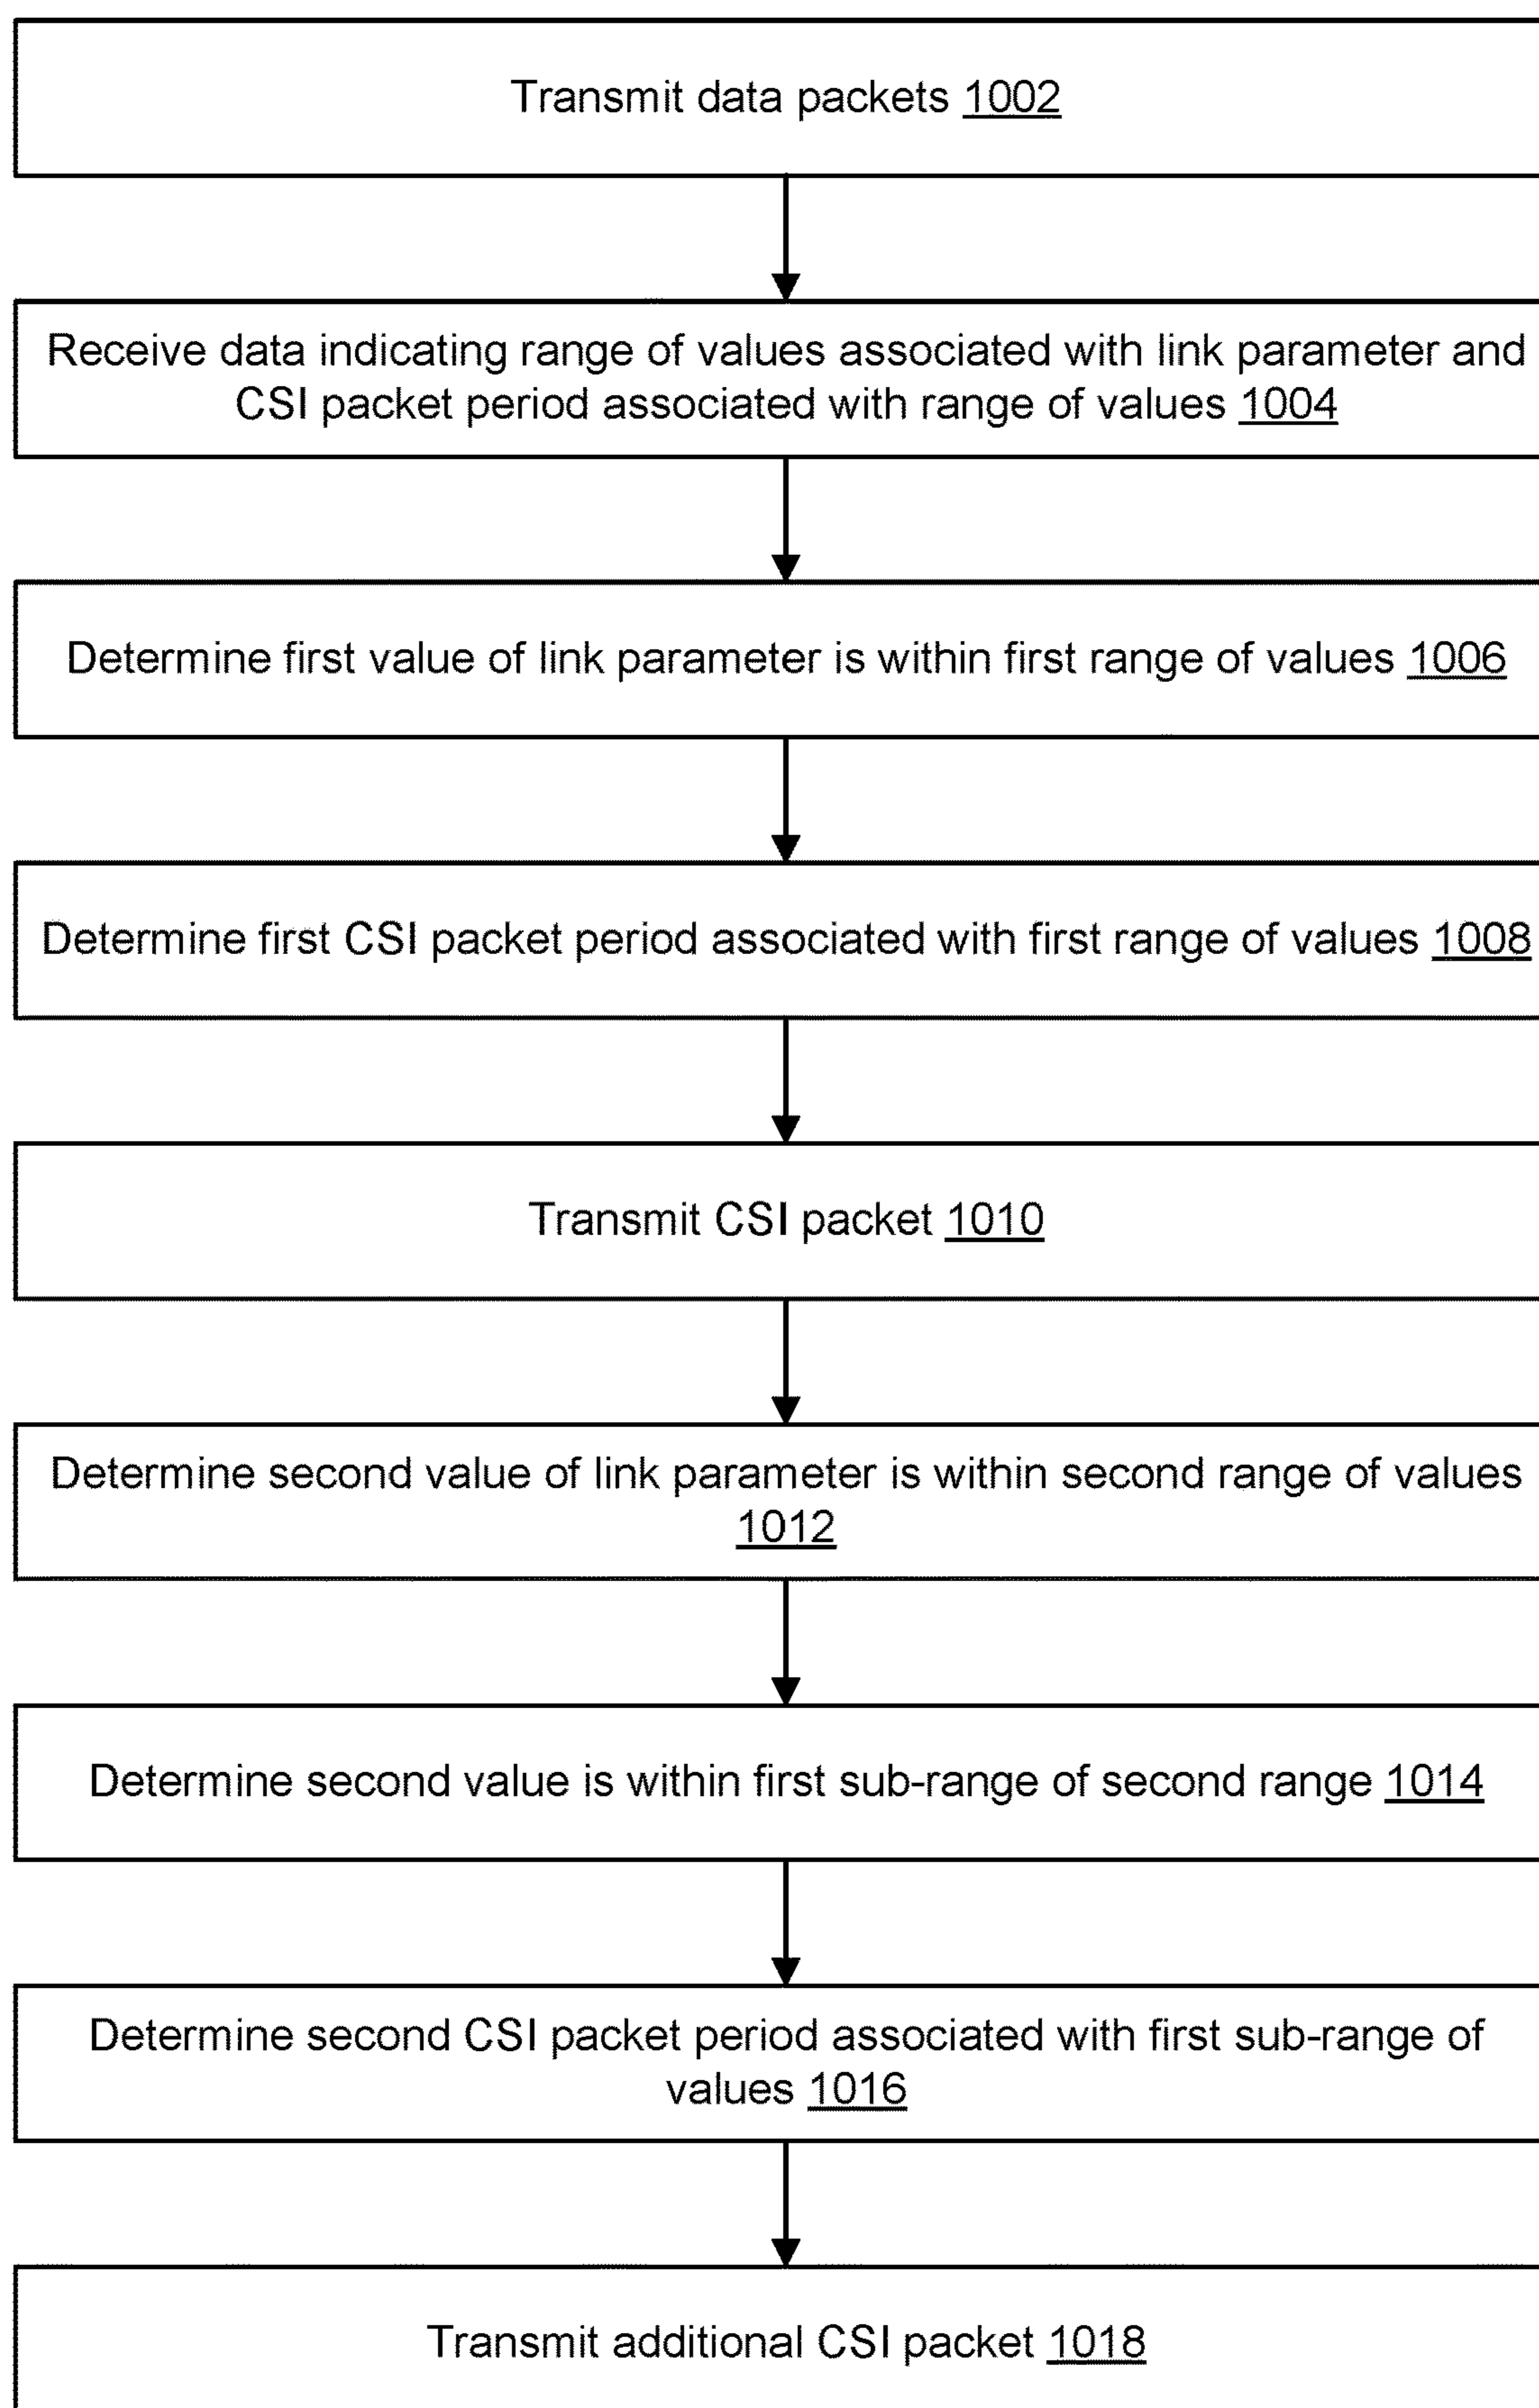 Transmit data packets 1002
Receive data indicating range of values associated with link parameter and
CSI packet period associated with range of values 1004
Determine first value of link parameter is within first range of values 1006
Determine first CSI packet period associated with first range of values 1008
Transmit CSI packet 1010
Determine second value of link parameter is within second range of values
1012
Determine second value is within first sub-range of second range 1014
Determine second CSI packet period associated with first sub-range of
values 1016
Transmit additional CSI packet 1018